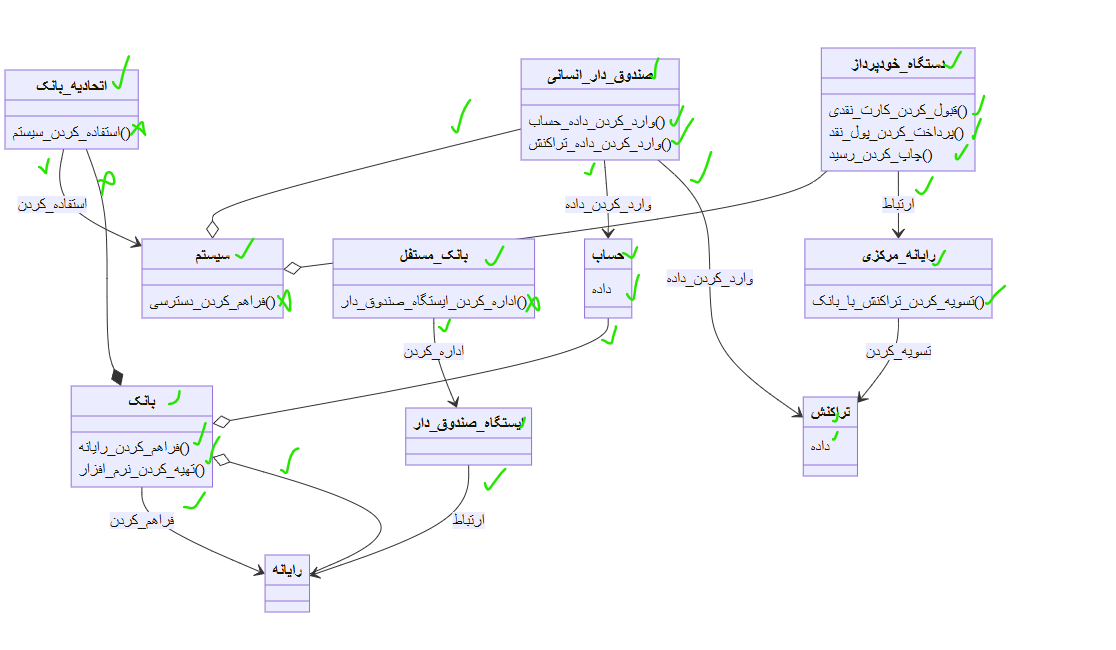 اتحادیه_بانک
استفاده_کردن_سیستم()
صندوق_دار_انسانی
وارد_کردن_داده_حساب()
وارد_کردن_داده_تراکنش()
دستگاه_خودپرداز
قبول_کردن_کارت_نقدی()
پرداخت_کردن_پول_نقد()
چاپ_کردن_رسید()
استفاده_کردن
وارد_کردن_داده
ارتباط
سیستم
فراهم_کردن_دسترسی()
بانک_مستقل
اداره_کردن_ایستگاه_صندوق_دار()
حساب
داده
وارد_کردن_داده
رایانه_مرکزی
تسویه_کردن_تراکنش_با_بانک()
اداره_کردن
تسویه_کردن
بانک
فراهم_کردن_رایانه()
تهیه_کردن_نرم_افزار()
ایستگاه_صندوق_دار
تراکنش
داده
فراهم_کردن
ارتباط
رایانه